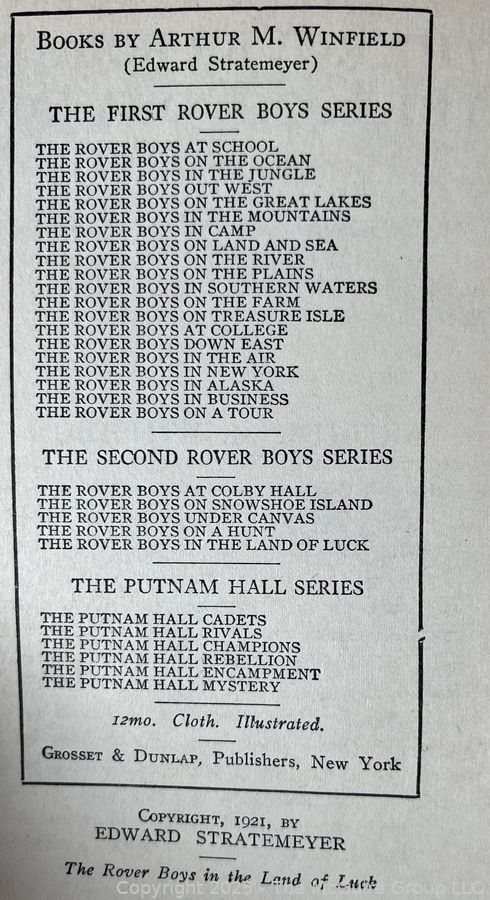 BOOKS BY ARTHUR M. WINFIELD
(Edward Stratemeyer)
THE FIRST ROVER BOYS SERIES
THE ROVER BOYS AT SCHOOL
THE ROVER BOYS ON THE OCEAN
THE ROVER BOYS IN THE JUNGLE
THE ROVER BOYS OUT WEST
THE ROVER BOYS ON THE GREAT LAKES
THE ROVER BOYS IN THE MOUNTAINS
THE ROVER BOYS IN CAMP
THE ROVER BOYS ON LAND AND SEA
THE ROVER BOYS ON THE RIVER
THE ROVER BOYS ON THE PLAINS
THE ROVER BOYS IN SOUTHERN WATERS
THE ROVER BOYS ON THE FARM
THE ROVER BOYS ON TREASURE ISLE
THE ROVER BOYS AT COLLEGE
THE ROVER BOYS DOWN EAST
THE ROVER BOYS IN THE AIR
THE ROVER BOYS IN NEW YORK
THE ROVER BOYS IN ALASKA
THE ROVER BOYS IN BUSINESS
THE ROVER BOYS ON A TOUR
THE SECOND ROVER BOYS SERIES
THE ROVER BOYS AT COLBY HALL
THE ROVER BOYS ON SNOWSHOE ISLAND
THE ROVER BOYS UNDER CANVAS
THE ROVER BOYS ON A HUNT
THE ROVER BOYS IN THE LAND OF LUCK
THE PUTNAM HALL SERIES
THE PUTNAM HALL CADETS
THE PUTNAM HALL RIVALS
THE PUTNAM HALL CHAMPIONS
THE PUTNAM HALL REBELLION
THE PUTNAM HALL ENCAMPMENT
THE PUTNAM HALL MYSTERY
12mo. Cloth. Illustrated.
GROSSET & DUNLAP, Publishers, New York
COPYRIGHT, 1921, BY
EDWARD STRATEMEYER
The Rover Boys in the Land of Luck
Copyright 2025 - The Group LLC